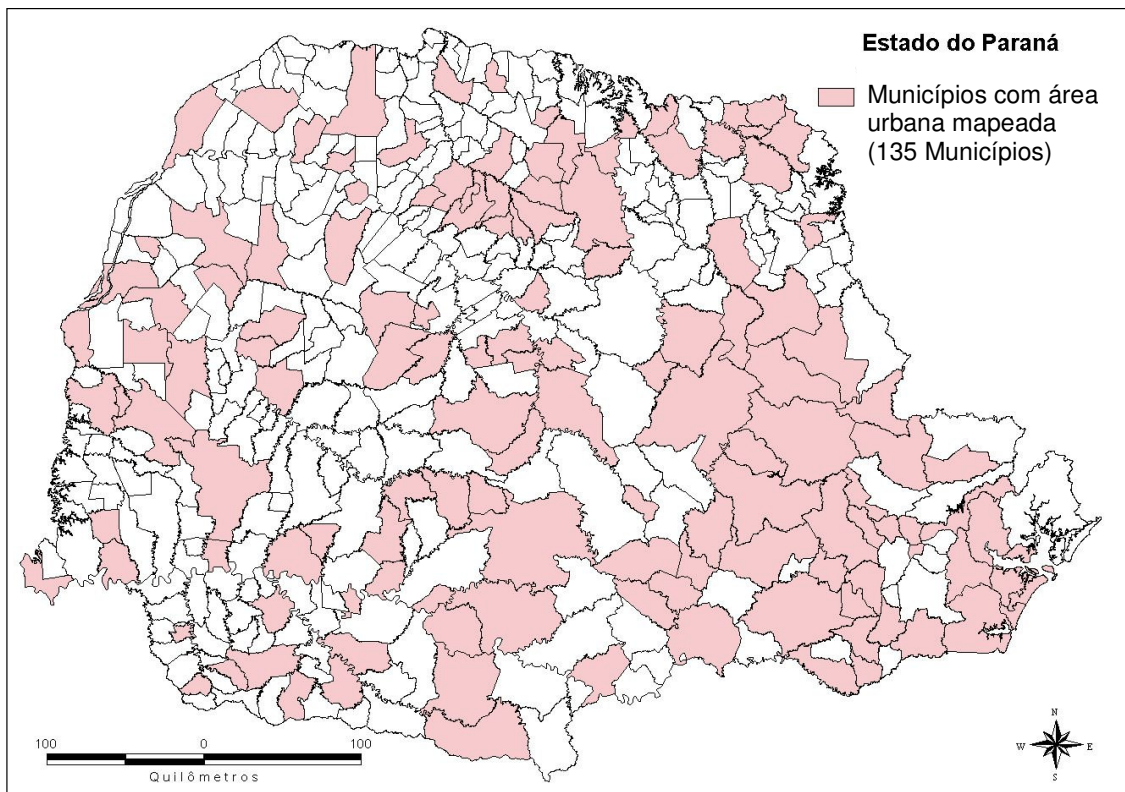 Estado do Paraná
Municípios com área
urbana mapeada
(135 Municípios)
100 0 100
Quilômetros
N
W E
S